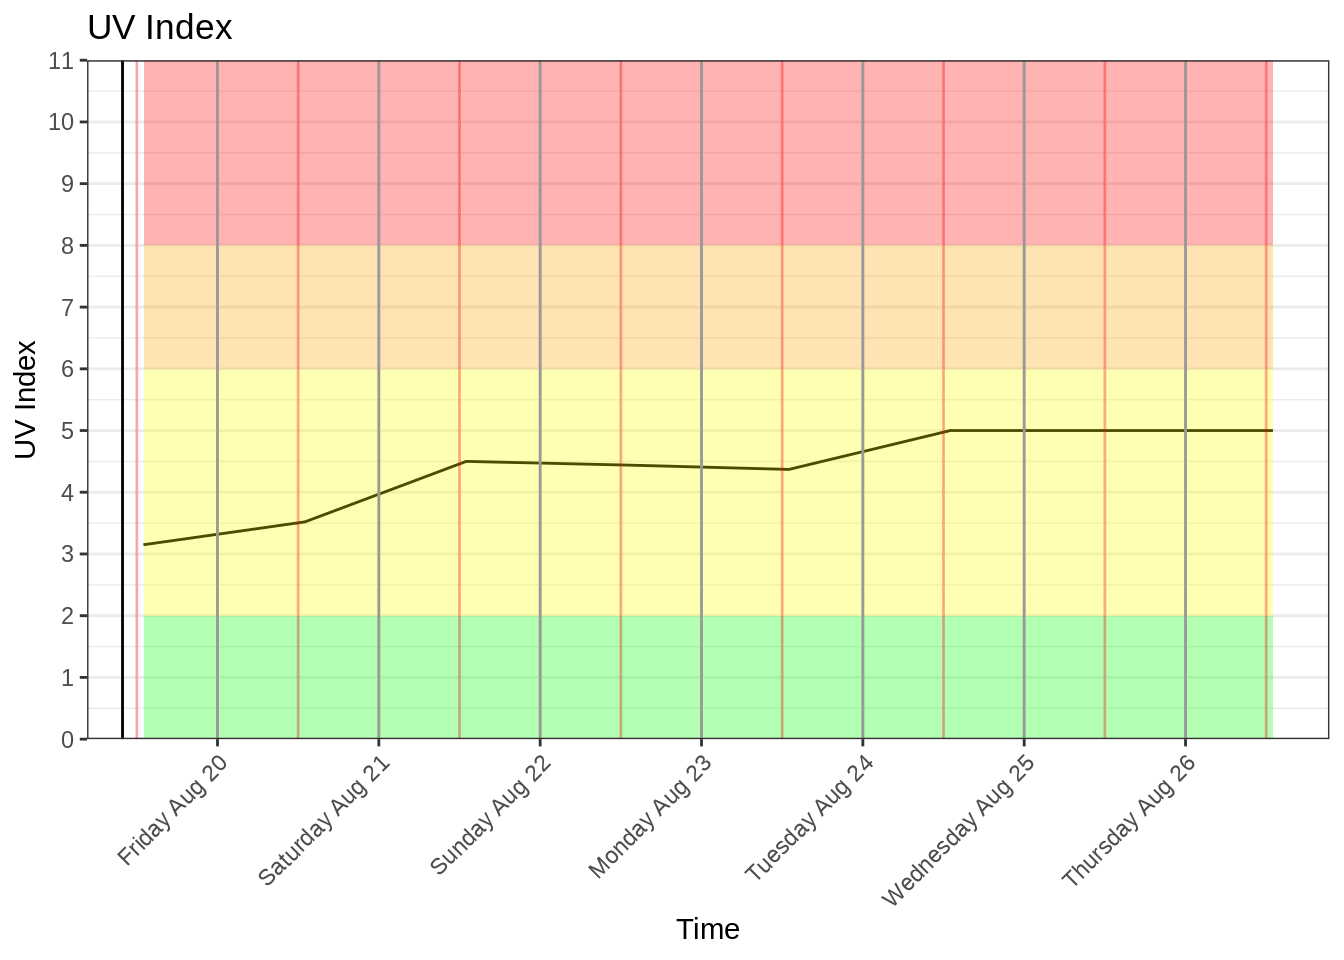 UV Index
11
10
9
8
7
6
5
4
3
2
1
0
UV Index
Friday Aug 20
Saturday Aug 21
Sunday Aug 22
Monday Aug 23
Tuesday Aug 24
Wednesday Aug 25
Thursday Aug 26
Time